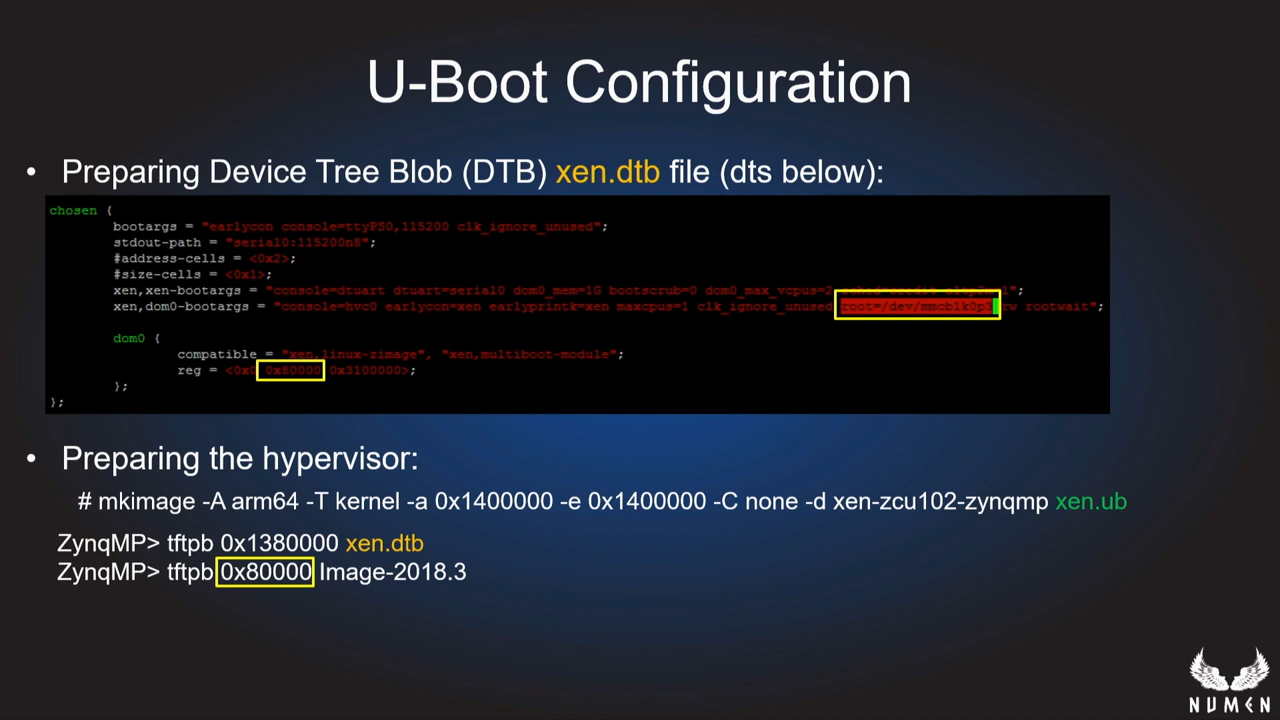 U-Boot Configuration
• Preparing Device Tree Blob (DTB) xen.dtb file (dts below):
chosen {
bootargs = "earlycon console=ttyPS0,115200 clk_ignore_unused";
stdout-path = "serial0:115200n8";
#address-cells = <0x2>;
#size-cells = <0x1>;
xen,xen-bootargs = "console=dtuart dtuart=serial0 dom0_mem=1G bootscrub=0 dom0_max_vcpus=2
xen,dom0-bootargs = "console=hvc0 earlycon=xen earlyprintk=xen maxcpus=1 clk_ignore_unused root=/dev/mmcblk0p3 rw rootwait";
dom0 {
compatible = "xen,linux-zimage", "xen,multiboot-module";
reg = <0x0 0x80000 0x3100000>;
};
};
• Preparing the hypervisor:
# mkimage -A arm64 -T kernel -a 0x1400000 -e 0x1400000 -C none -d xen-zcu102-zynqmp xen.ub
ZynqMP> tftpb 0x1380000 xen.dtb
ZynqMP> tftpb 0x80000 Image-2018.3
NUMEN